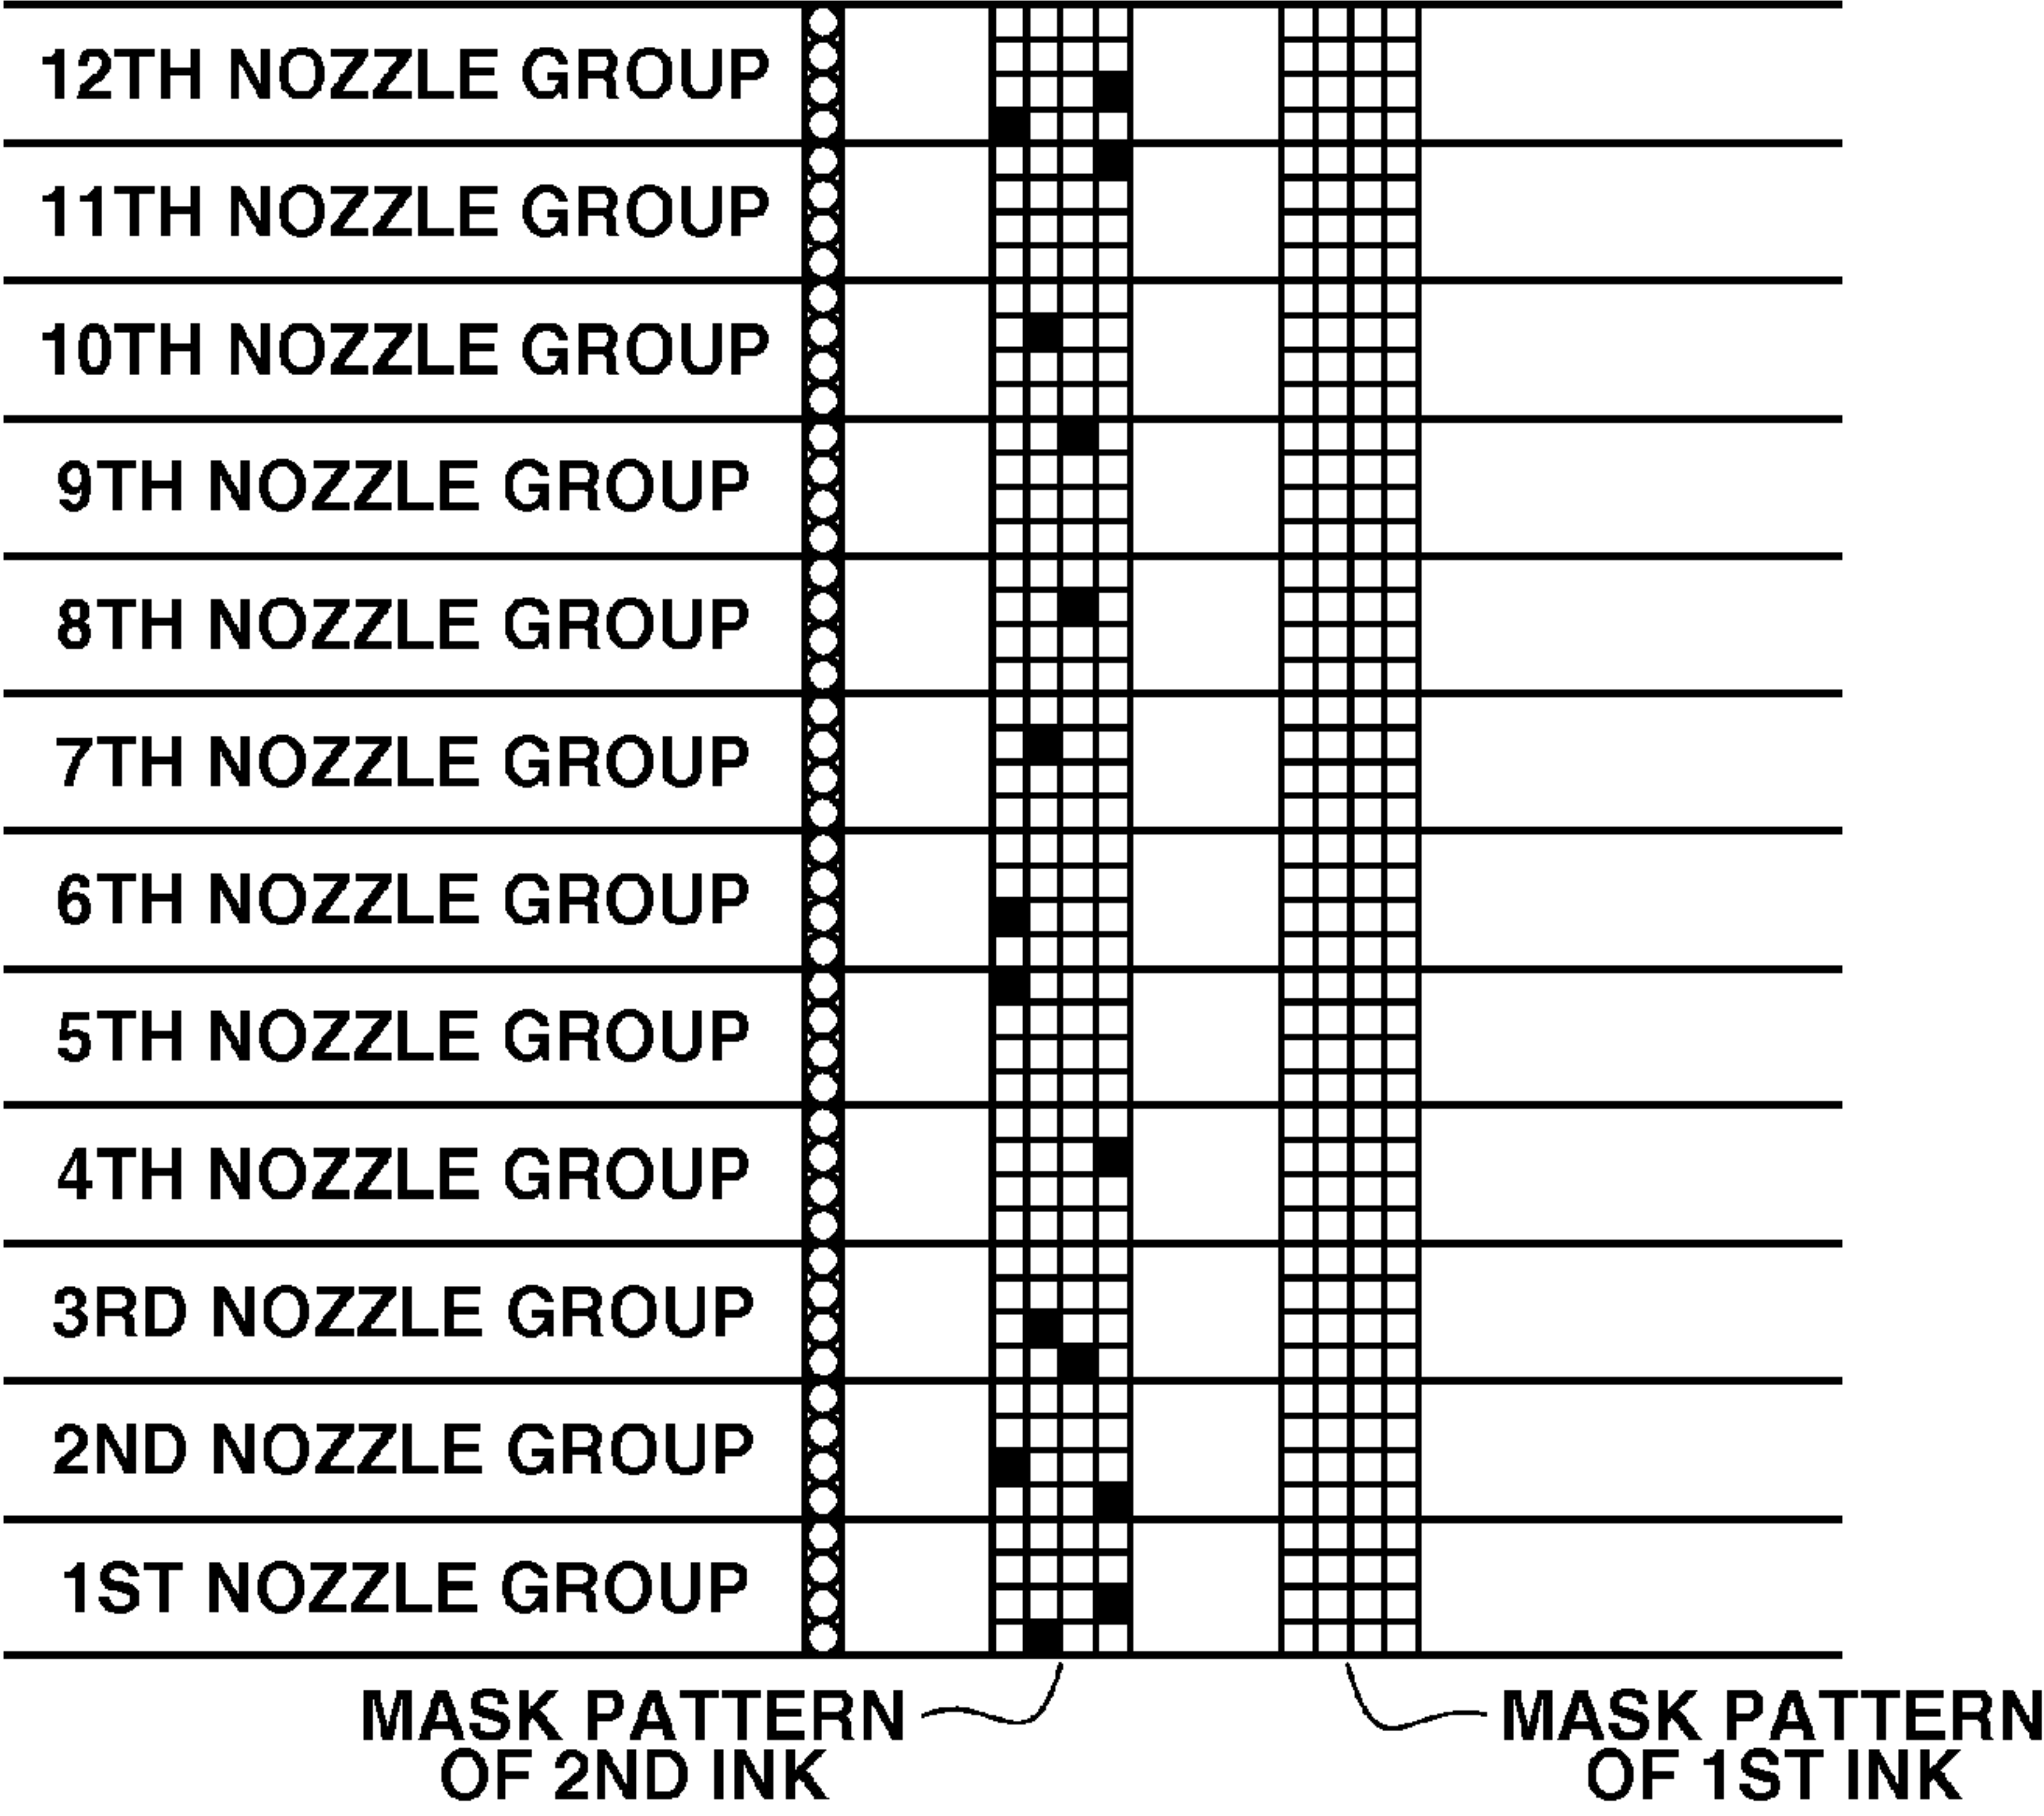 12TH NOZZLE GROUP
11TH NOZZLE GROUP
10TH NOZZLE GROUP
9TH NOZZLE GROUP
8TH NOZZLE GROUP
7TH NOZZLE GROUP
6TH NOZZLE GROUP
5TH NOZZLE GROUP
4TH NOZZLE GROUP
3RD NOZZLE GROUP
2ND NOZZLE GROUP
1ST NOZZLE GROUP
MASK PATTERN
OF 2ND INK
MASK PATTERN
OF 1ST INK